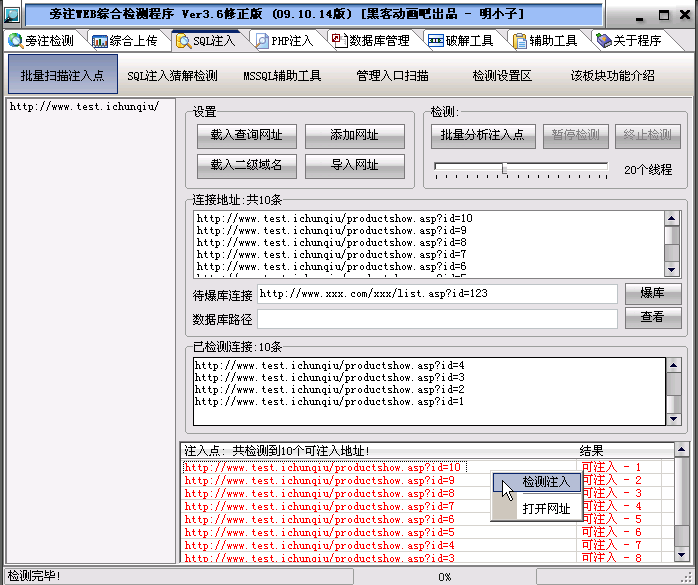 旁注WEB综合检测程序 Ver3.6修正版 (09.10.14版) [黑客动画吧出品 - 明小子]
旁注检测 综合上传 SQL注入 PHP注入 数据库管理 破解工具 辅助工具 关于程序
批量扫描注入点 SQL注入猜解检测 MSSQL辅助工具 管理入口扫描 检测设置区 该板块功能介绍
http://www.test.ichunqiu/
设置
载入查询网址 添加网址
载入二级域名 导入网址
检测:
批量分析注入点 暂停检测 终止检测
20个线程
连接地址:共10条
http://www.test.ichunqiu/productshow.asp?id=10
http://www.test.ichunqiu/productshow.asp?id=9
http://www.test.ichunqiu/productshow.asp?id=8
http://www.test.ichunqiu/productshow.asp?id=7
http://www.test.ichunqiu/productshow.asp?id=6
待爆库连接 http://www.xxx.com/xxx/list.asp?id=123 爆库
数据库路径 查看
已检测连接:10条
http://www.test.ichunqiu/productshow.asp?id=4
http://www.test.ichunqiu/productshow.asp?id=3
http://www.test.ichunqiu/productshow.asp?id=2
http://www.test.ichunqiu/productshow.asp?id=1
注入点: 共检测到10个可注入地址! 结果
http://www.test.ichunqiu/productshow.asp?id=10 可注入 - 1
http://www.test.ichunqiu/productshow.asp?id=9 可注入 - 2
http://www.test.ichunqiu/productshow.asp?id=8 可注入 - 3
http://www.test.ichunqiu/productshow.asp?id=7 可注入 - 4
http://www.test.ichunqiu/productshow.asp?id=6 可注入 - 5
http://www.test.ichunqiu/productshow.asp?id=5 可注入 - 6
http://www.test.ichunqiu/productshow.asp?id=4 可注入 - 7
http://www.test.ichunqiu/productshow.asp?id=3 可注入 - 8
检测注入
打开网址
检测完毕! 0%